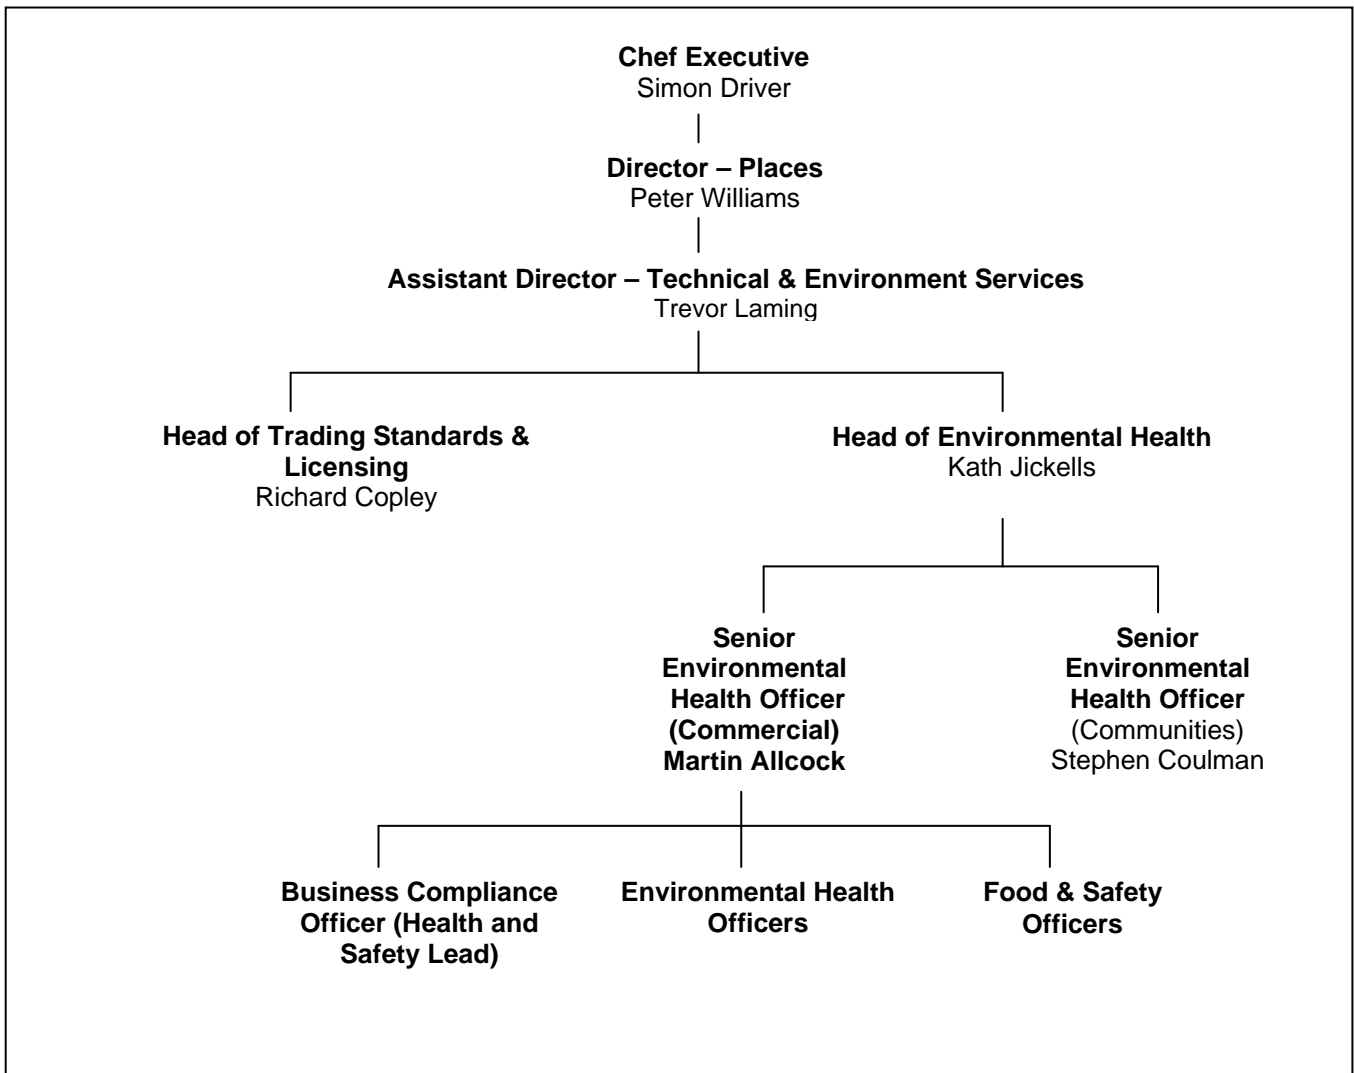 Chef Executive
Simon Driver
Director – Places
Peter Williams
Assistant Director – Technical & Environment Services
Trevor Laming
Head of Trading Standards &
Licensing
Richard Copley
Head of Environmental Health
Kath Jickells
Senior
Environmental
Health Officer
(Commercial)
Martin Allcock
Senior
Environmental
Health Officer
(Communities)
Stephen Coulman
Business Compliance
Officer (Health and
Safety Lead)
Environmental Health
Officers
Food & Safety
Officers